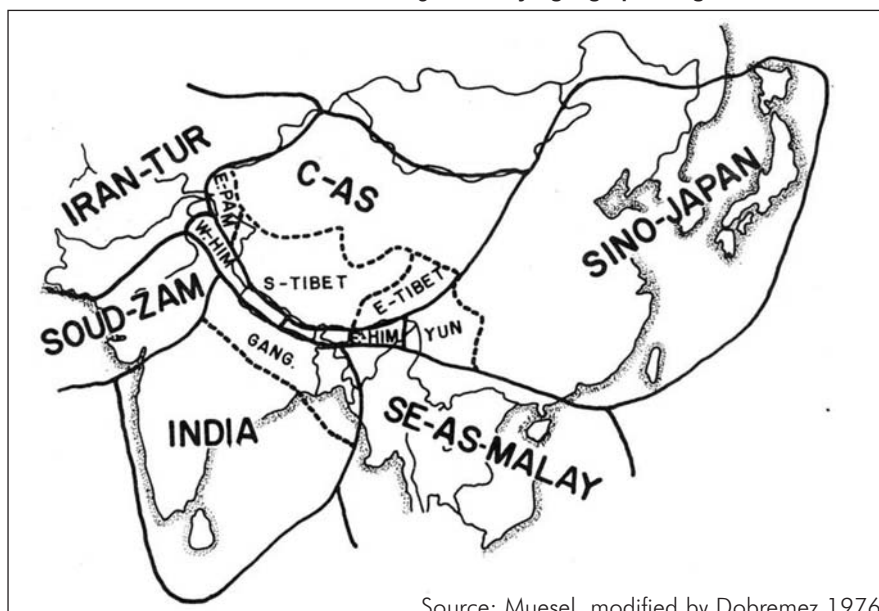 IRAN-TUR
E.PAM
C-AS
SINO-JAPAN
W.HIM
S-TIBET
E-TIBET
SOUD-ZAM
GANG.
E.HIM.
YUN
INDIA
SE-AS-MALAY
Source: Muesel, modified by Dobremez 1976